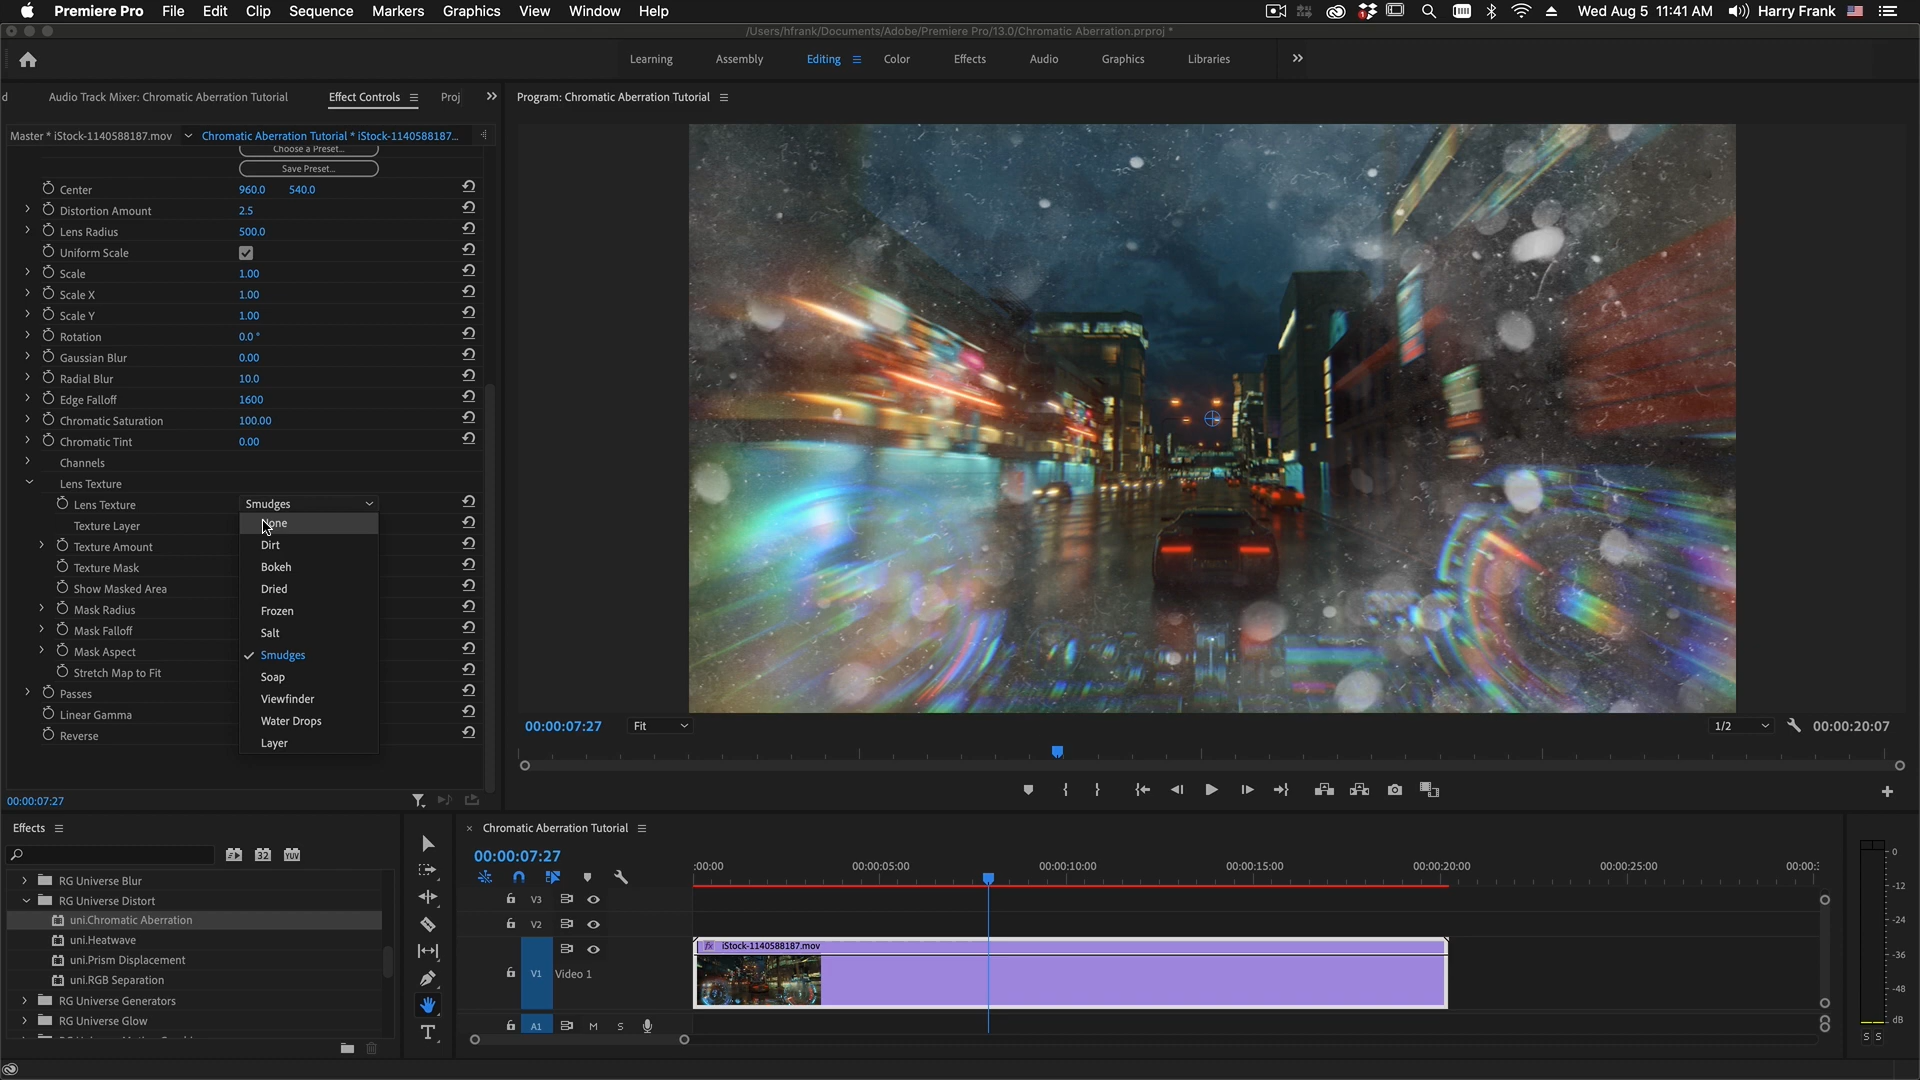 Premiere Pro File Edit Clip Sequence Markers Graphics View Window Help
Wed Aug 5 11:41 AM Harry Frank
/Users/hfrank/Documents/Adobe/Premiere Pro/13.0/Chromatic Aberration.prproj *
Learning Assembly Editing Color Effects Audio Graphics Libraries
d Audio Track Mixer: Chromatic Aberration Tutorial Effect Controls Proj
Program: Chromatic Aberration Tutorial
Master * iStock-1140588187.mov Chromatic Aberration Tutorial * iStock-1140588187...
Choose a Preset...
Save Preset...
Center 960.0 540.0
Distortion Amount 2.5
Lens Radius 500.0
Uniform Scale
Scale 1.00
Scale X 1.00
Scale Y 1.00
Rotation 0.0 °
Gaussian Blur 0.00
Radial Blur 10.0
Edge Falloff 1600
Chromatic Saturation 100.00
Chromatic Tint 0.00
Channels
Lens Texture
Lens Texture Smudges
Texture Layer
Texture Amount
Texture Mask
Show Masked Area
Mask Radius
Mask Falloff
Mask Aspect
Stretch Map to Fit
Passes
Linear Gamma
Reverse
None
Dirt
Bokeh
Dried
Frozen
Salt
Smudges
Soap
Viewfinder
Water Drops
Layer
00:00:07:27 Fit 1/2 00:00:20:07
00:00:07:27
Effects
32 YUV
RG Universe Blur
RG Universe Distort
uni.Chromatic Aberration
uni.Heatwave
uni.Prism Displacement
uni.RGB Separation
RG Universe Generators
RG Universe Glow
Chromatic Aberration Tutorial
00:00:07:27
:00:00 00:00:05:00 00:00:10:00 00:00:15:00 00:00:20:00 00:00:25:00 00:00:
V3
V2
fx iStock-1140588187.mov
V1 Video 1
A1 M S
0
-12
-24
-36
-48
dB
S S